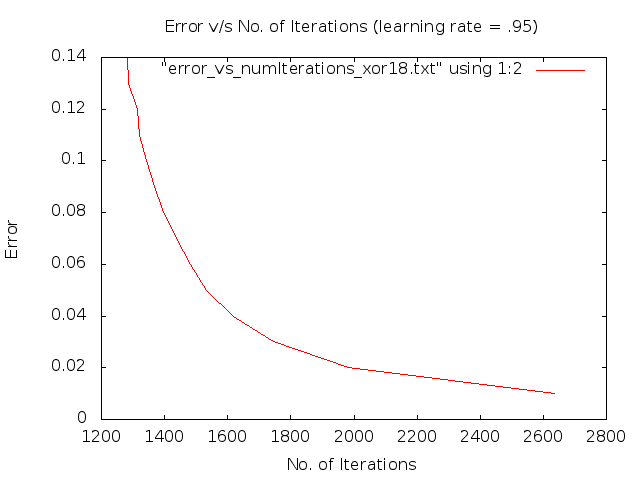 Error v/s No. of Iterations (learning rate = .95)
"error_vs_numIterations_xor18.txt" using 1:2
0.14
0.12
0.1
0.08
0.06
0.04
0.02
0
Error
1200 1400 1600 1800 2000 2200 2400 2600 2800
No. of Iterations